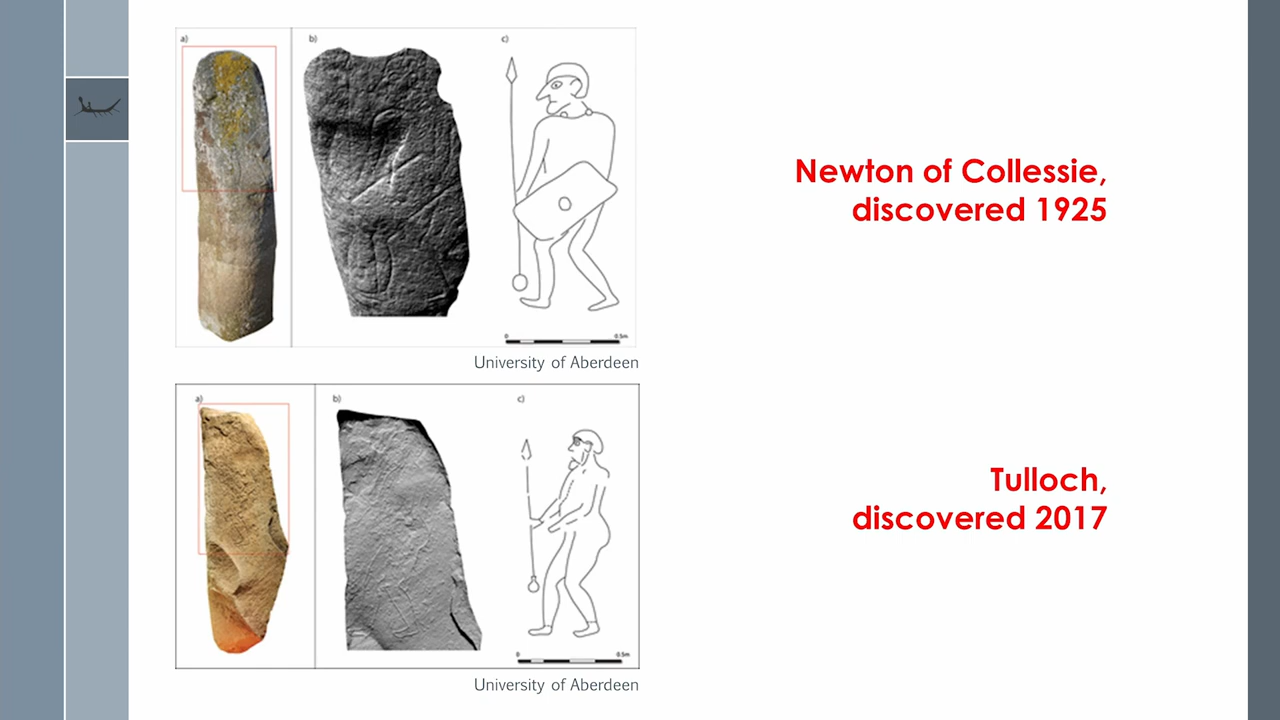 a)
b)
c)
0
0.5m
University of Aberdeen
Newton of Collessie,
discovered 1925
a)
b)
c)
0
0.5m
University of Aberdeen
Tulloch,
discovered 2017